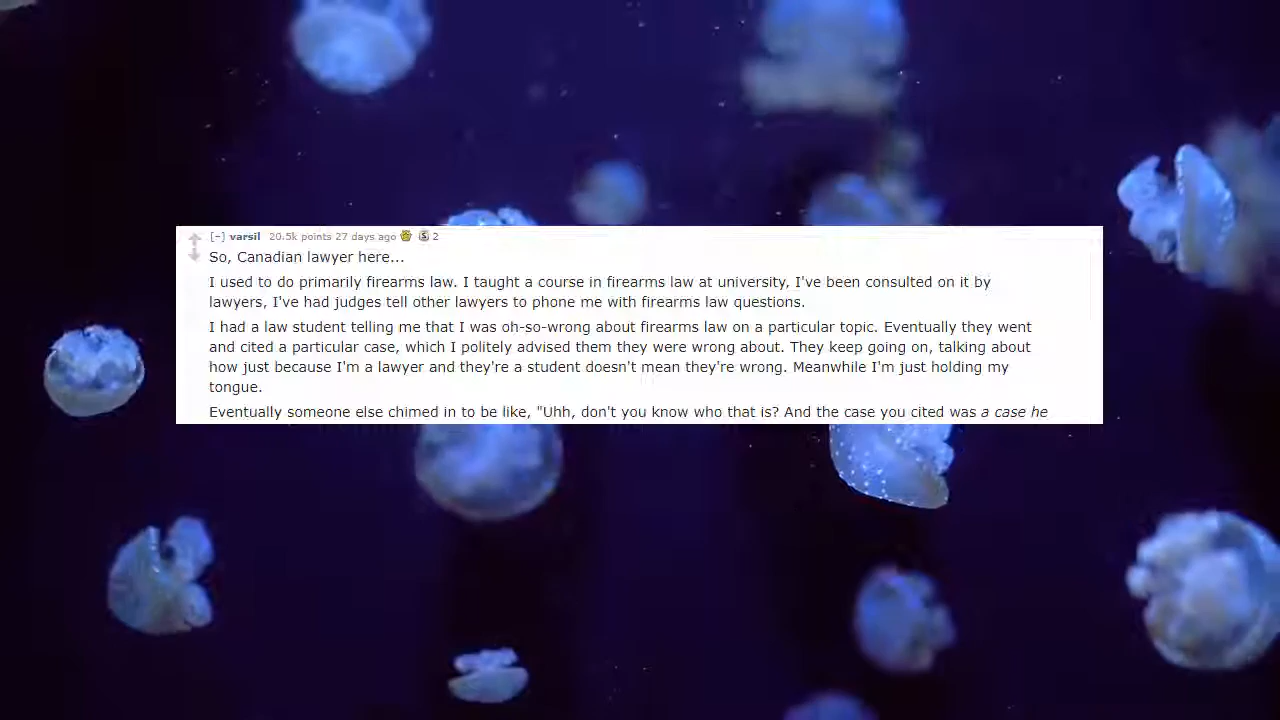 [–] varsil 20.5k points 27 days ago 2
So, Canadian lawyer here...
I used to do primarily firearms law. I taught a course in firearms law at university, I've been consulted on it by
lawyers, I've had judges tell other lawyers to phone me with firearms law questions.
I had a law student telling me that I was oh-so-wrong about firearms law on a particular topic. Eventually they went
and cited a particular case, which I politely advised them they were wrong about. They keep going on, talking about
how just because I'm a lawyer and they're a student doesn't mean they're wrong. Meanwhile I'm just holding my
tongue.
Eventually someone else chimed in to be like, "Uhh, don't you know who that is? And the case you cited was a case he